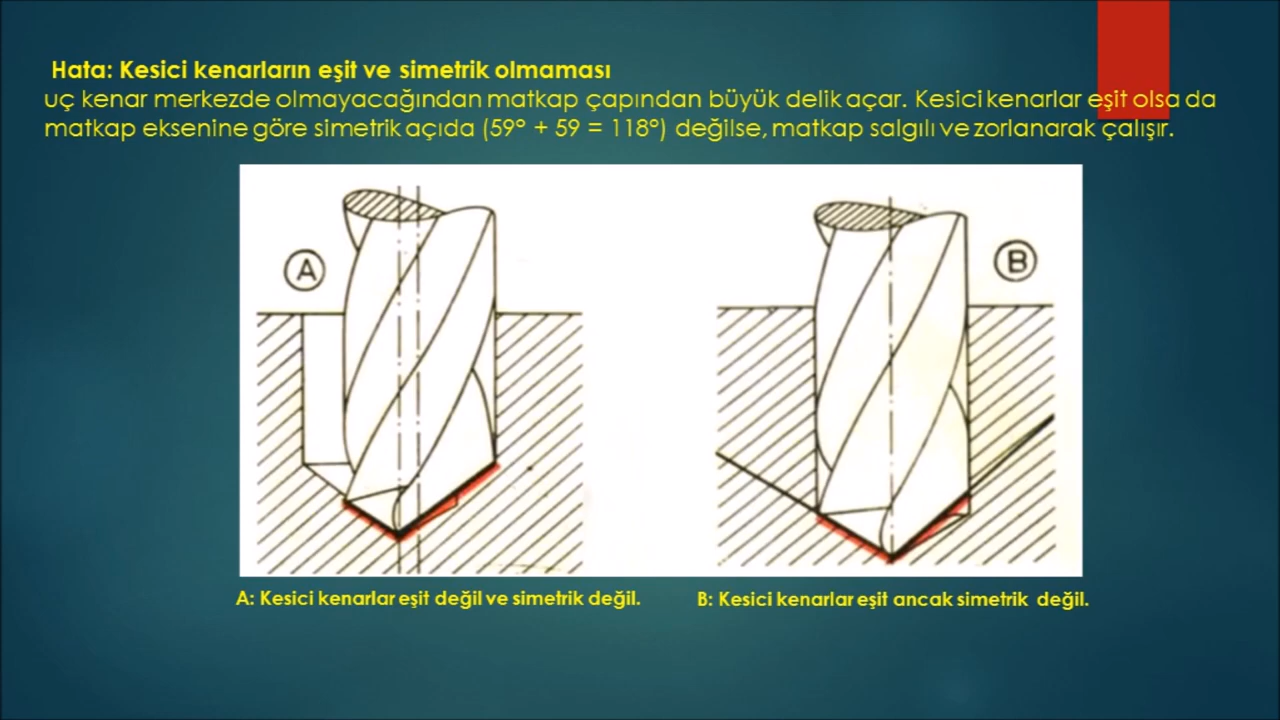 Hata: Kesici kenarların eşit ve simetrik olmaması
uç kenar merkezde olmayacağından matkap çapından büyük delik açar. Kesici kenarlar eşit olsa da
matkap eksenine göre simetrik açıda (59° + 59 = 118°) değilse, matkap salgılı ve zorlanarak çalışır.
A
B
A: Kesici kenarlar eşit değil ve simetrik değil.
B: Kesici kenarlar eşit ancak simetrik değil.